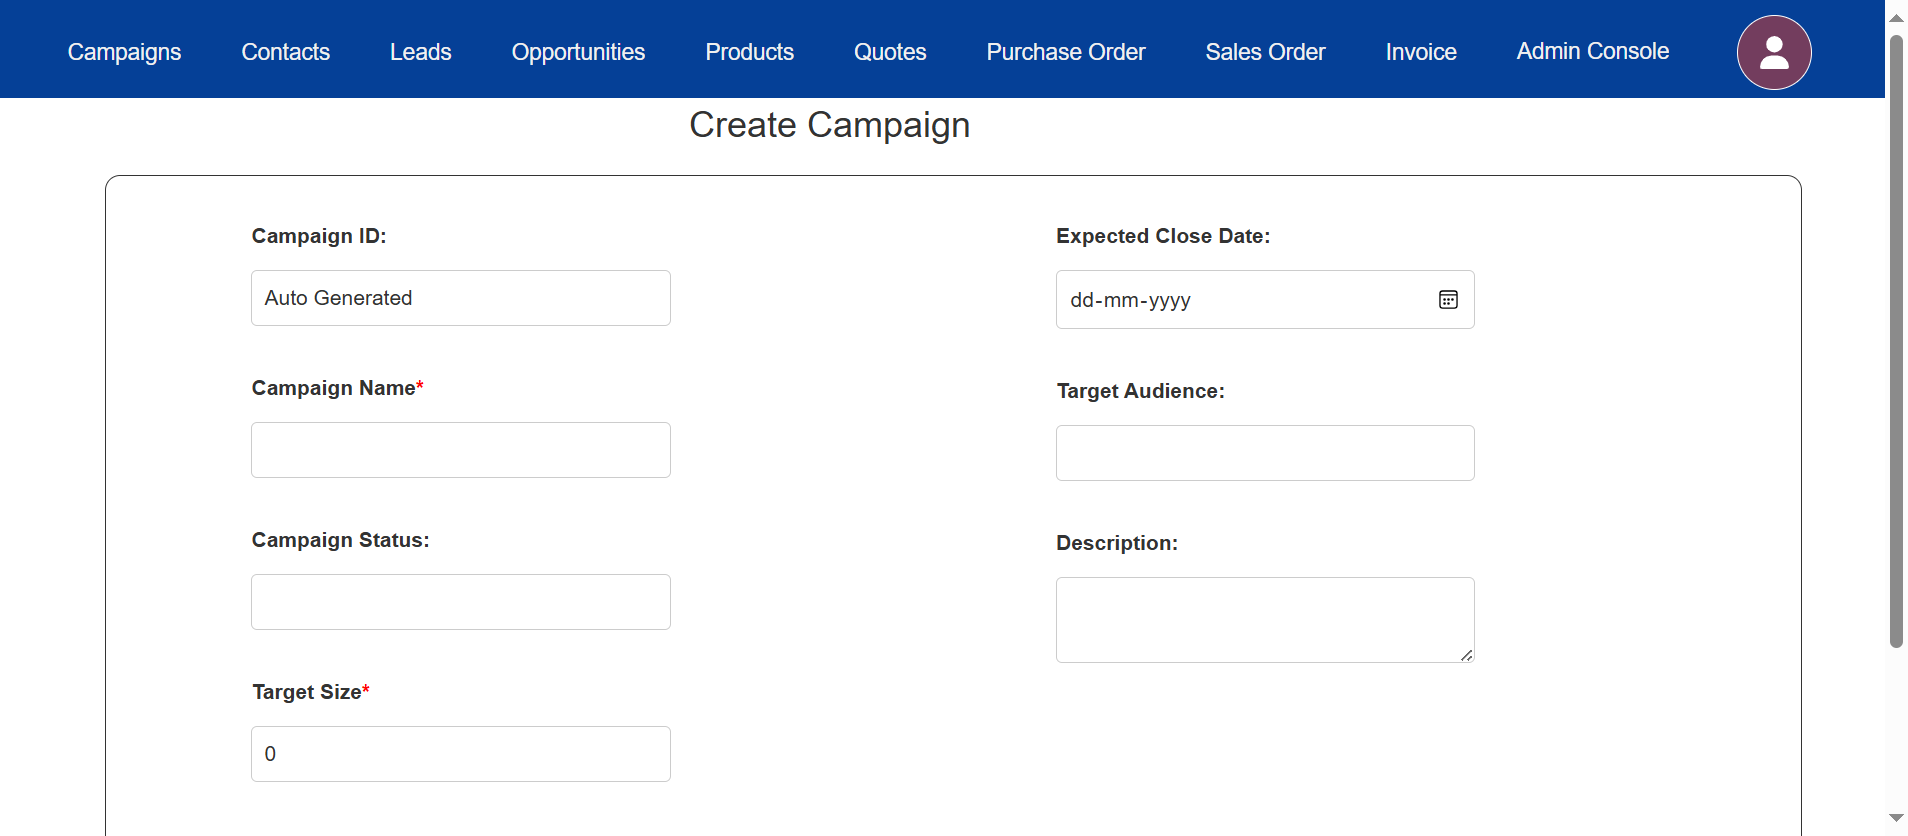 Campaigns Contacts Leads Opportunities Products Quotes Purchase Order Sales Order Invoice Admin Console
Create Campaign
Campaign ID:
Auto Generated
Campaign Name*
Campaign Status:
Target Size*
0
Expected Close Date:
dd-mm-yyyy
Target Audience:
Description: